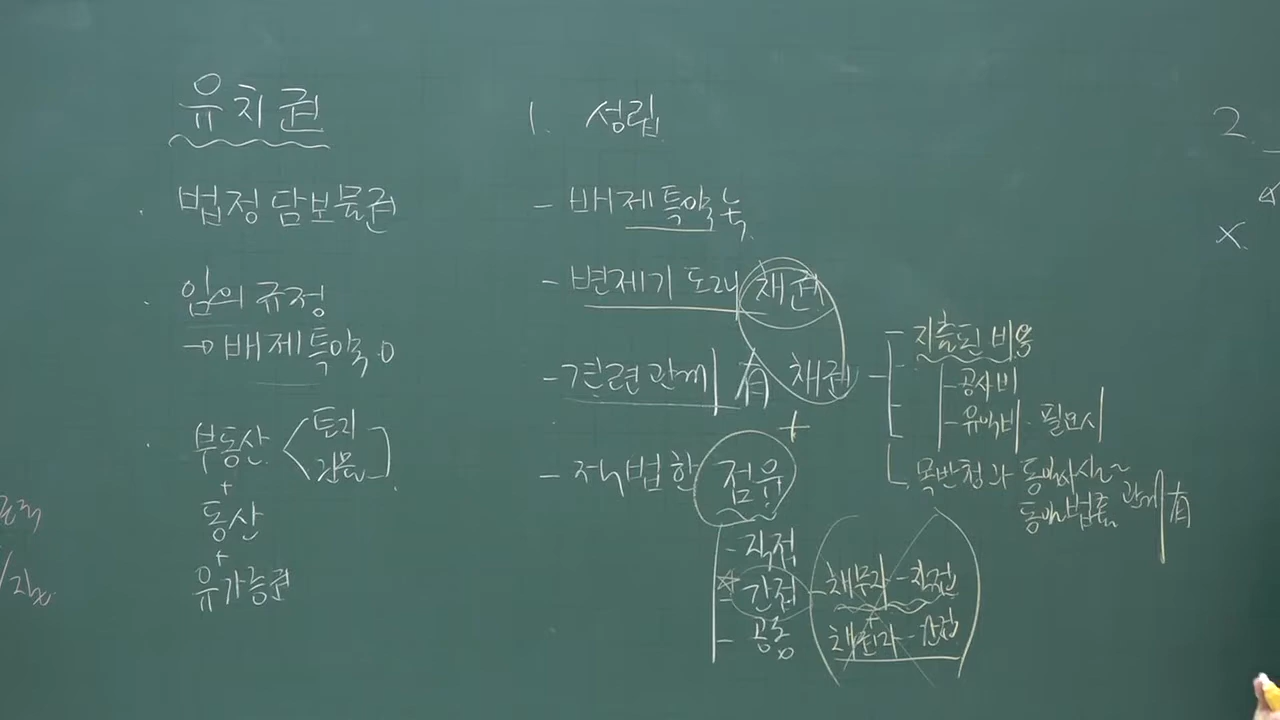 유치권
· 법정담보물권
· 임의규정
→ 배제특약 O
· 부동산 토지
건물
+
동산
+
유가증권
1. 성립
- 배제특약
- 변제기 도래 채권
- 견련관계 有 채권
- 지출된 비용
- 공사비
- 유익비·필요비
+
목반청과 동일사실~
동일법률 관계 有
- 적법한 점유
- 직접
☆- 간접 - 채무자 - 직접
+
채권자 - 간접
- 공동
2.
x.